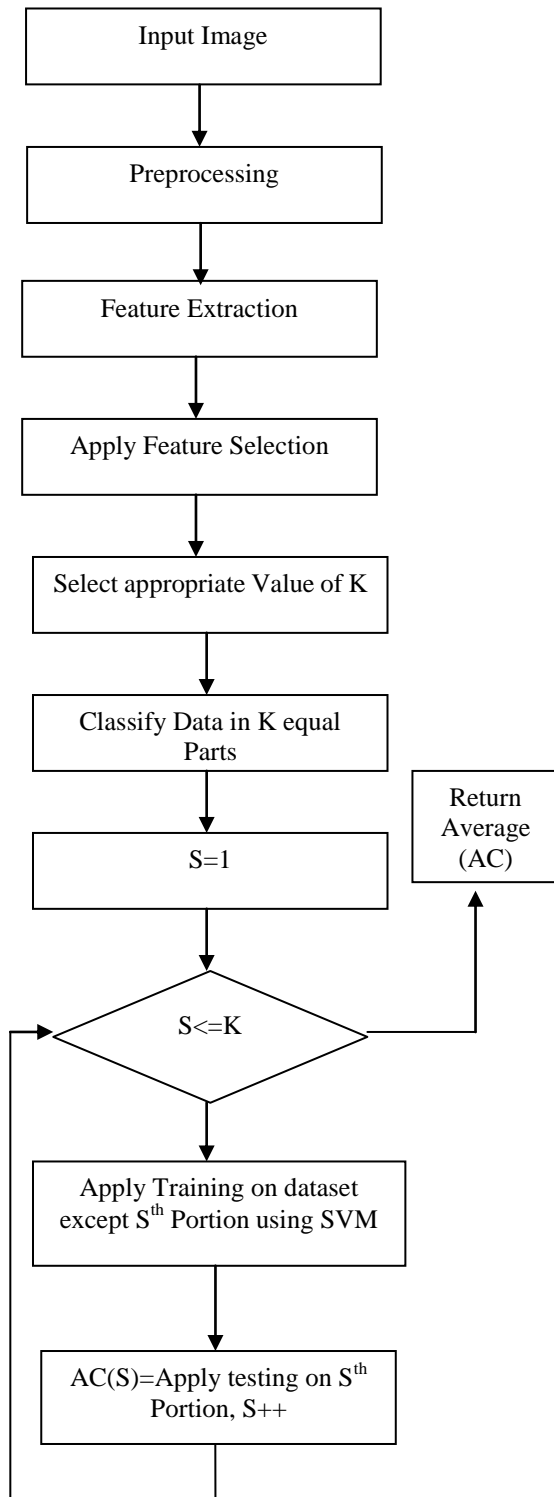 Input Image
Preprocessing
Feature Extraction
Apply Feature Selection
Select appropriate Value of K
Classify Data in K equal
Parts
Return
Average
(AC)
S=1
S<=K
Apply Training on dataset
except Sth Portion using SVM
AC(S)=Apply testing on Sth
Portion, S++